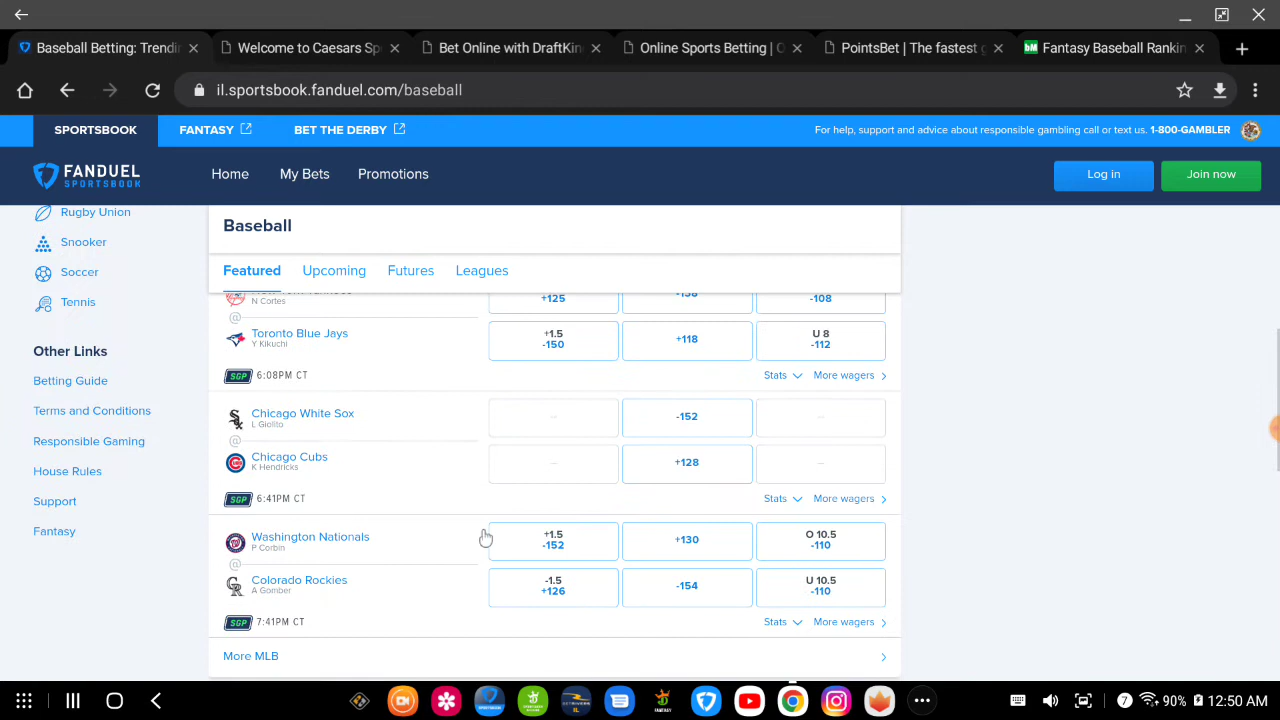 Baseball Betting: Trendin
Welcome to Caesars Sp
Bet Online with DraftKin
Online Sports Betting | O
PointsBet | The fastest g
bM Fantasy Baseball Rankin
il.sportsbook.fanduel.com/baseball
SPORTSBOOK
FANTASY
BET THE DERBY
For help, support and advice about responsible gambling call or text us. 1-800-GAMBLER
FANDUEL
SPORTSBOOK
Home
My Bets
Promotions
Log in
Join now
Rugby Union
Snooker
Soccer
Tennis
Other Links
Betting Guide
Terms and Conditions
Responsible Gaming
House Rules
Support
Fantasy
Baseball
Featured
Upcoming
Futures
Leagues
N Cortes
+125
-108
Toronto Blue Jays
Y Kikuchi
+1.5
-150
+118
U 8
-112
SGP 6:08PM CT
Stats
More wagers
Chicago White Sox
L Giolito
–
-152
–
@
Chicago Cubs
K Hendricks
–
+128
–
SGP 6:41PM CT
Stats
More wagers
Washington Nationals
P Corbin
+1.5
-152
+130
O 10.5
-110
@
Colorado Rockies
A Gomber
-1.5
+126
-154
U 10.5
-110
SGP 7:41PM CT
Stats
More wagers
More MLB
7
90%
12:50 AM